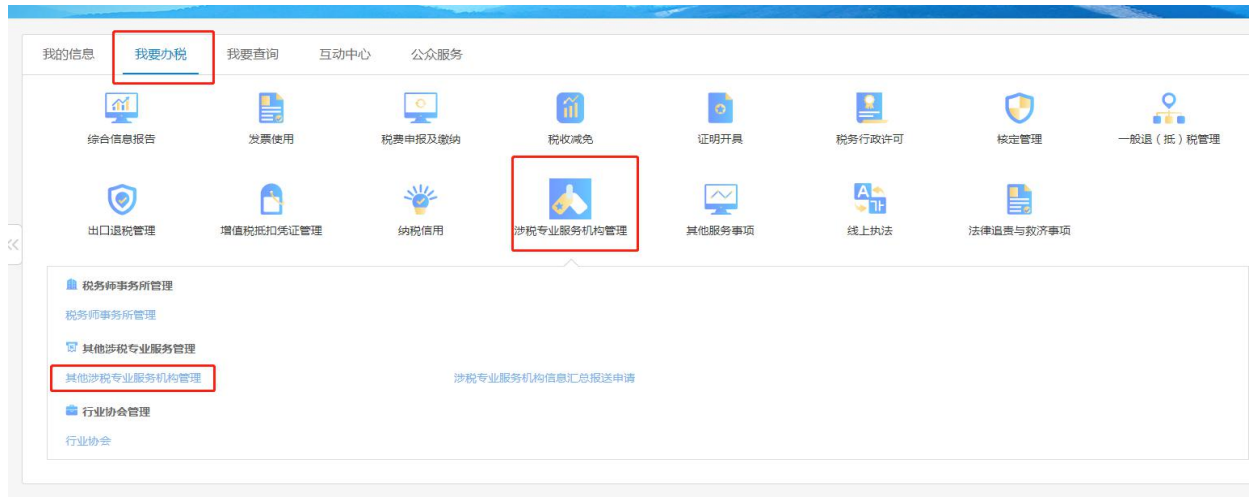 我的信息 我要办税 我要查询 互动中心 公众服务
综合信息报告 发票使用 税费申报及缴纳 税收减免 证明开具 税务行政许可 核定管理 一般退（抵）税管理
出口退税管理 增值税抵扣凭证管理 纳税信用 涉税专业服务机构管理 其他服务事项 线上执法 法律追责与救济事项
税务师事务所管理
税务师事务所管理
其他涉税专业服务管理
其他涉税专业服务机构管理 涉税专业服务机构信息汇总报送申请
行业协会管理
行业协会